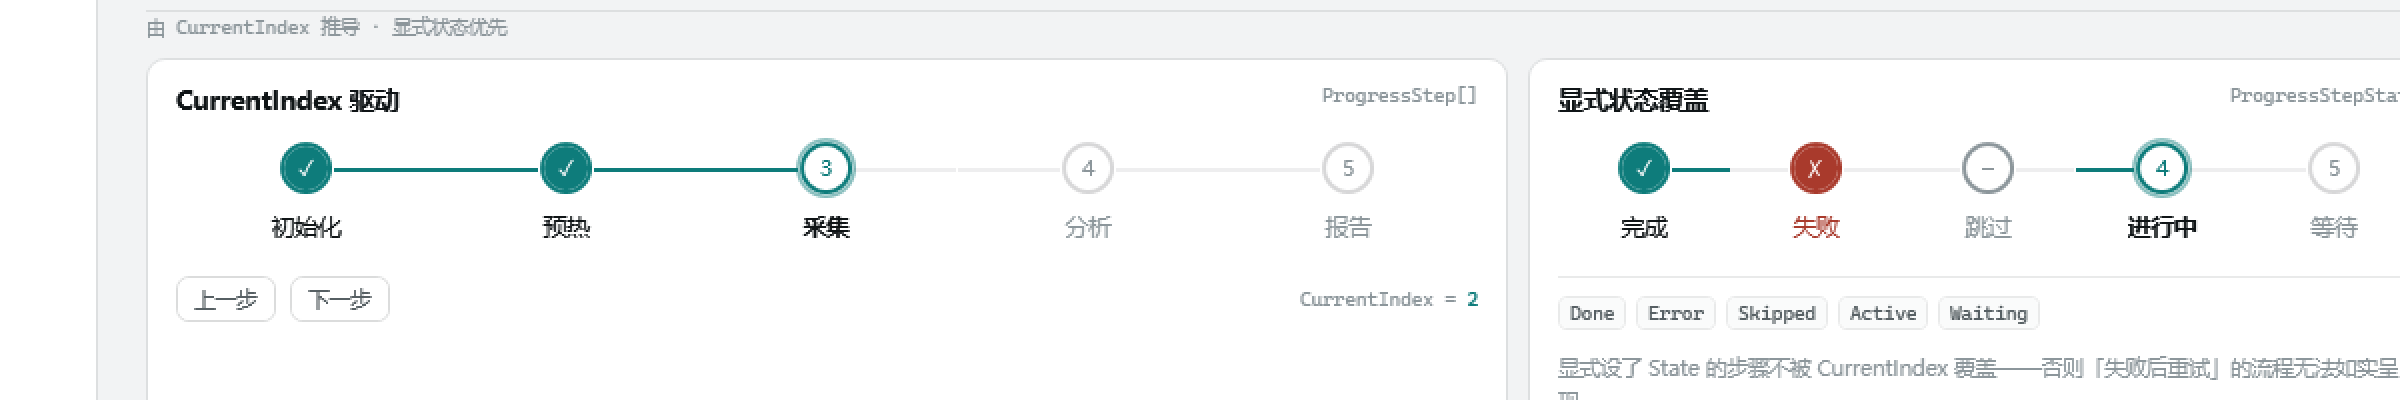 由 CurrentIndex 推导 · 显式状态优先
CurrentIndex 驱动
ProgressStep[]
✓ ✓ 3 4 5
初始化 预热 采集 分析 报告
上一步 下一步
CurrentIndex = 2
显式状态覆盖
ProgressStepStat
✓ X – 4 5
完成 失败 跳过 进行中 等待
Done Error Skipped Active Waiting
显式设了 State 的步骤不被 CurrentIndex 覆盖——否则「失败后重试」的流程无法如实呈
现